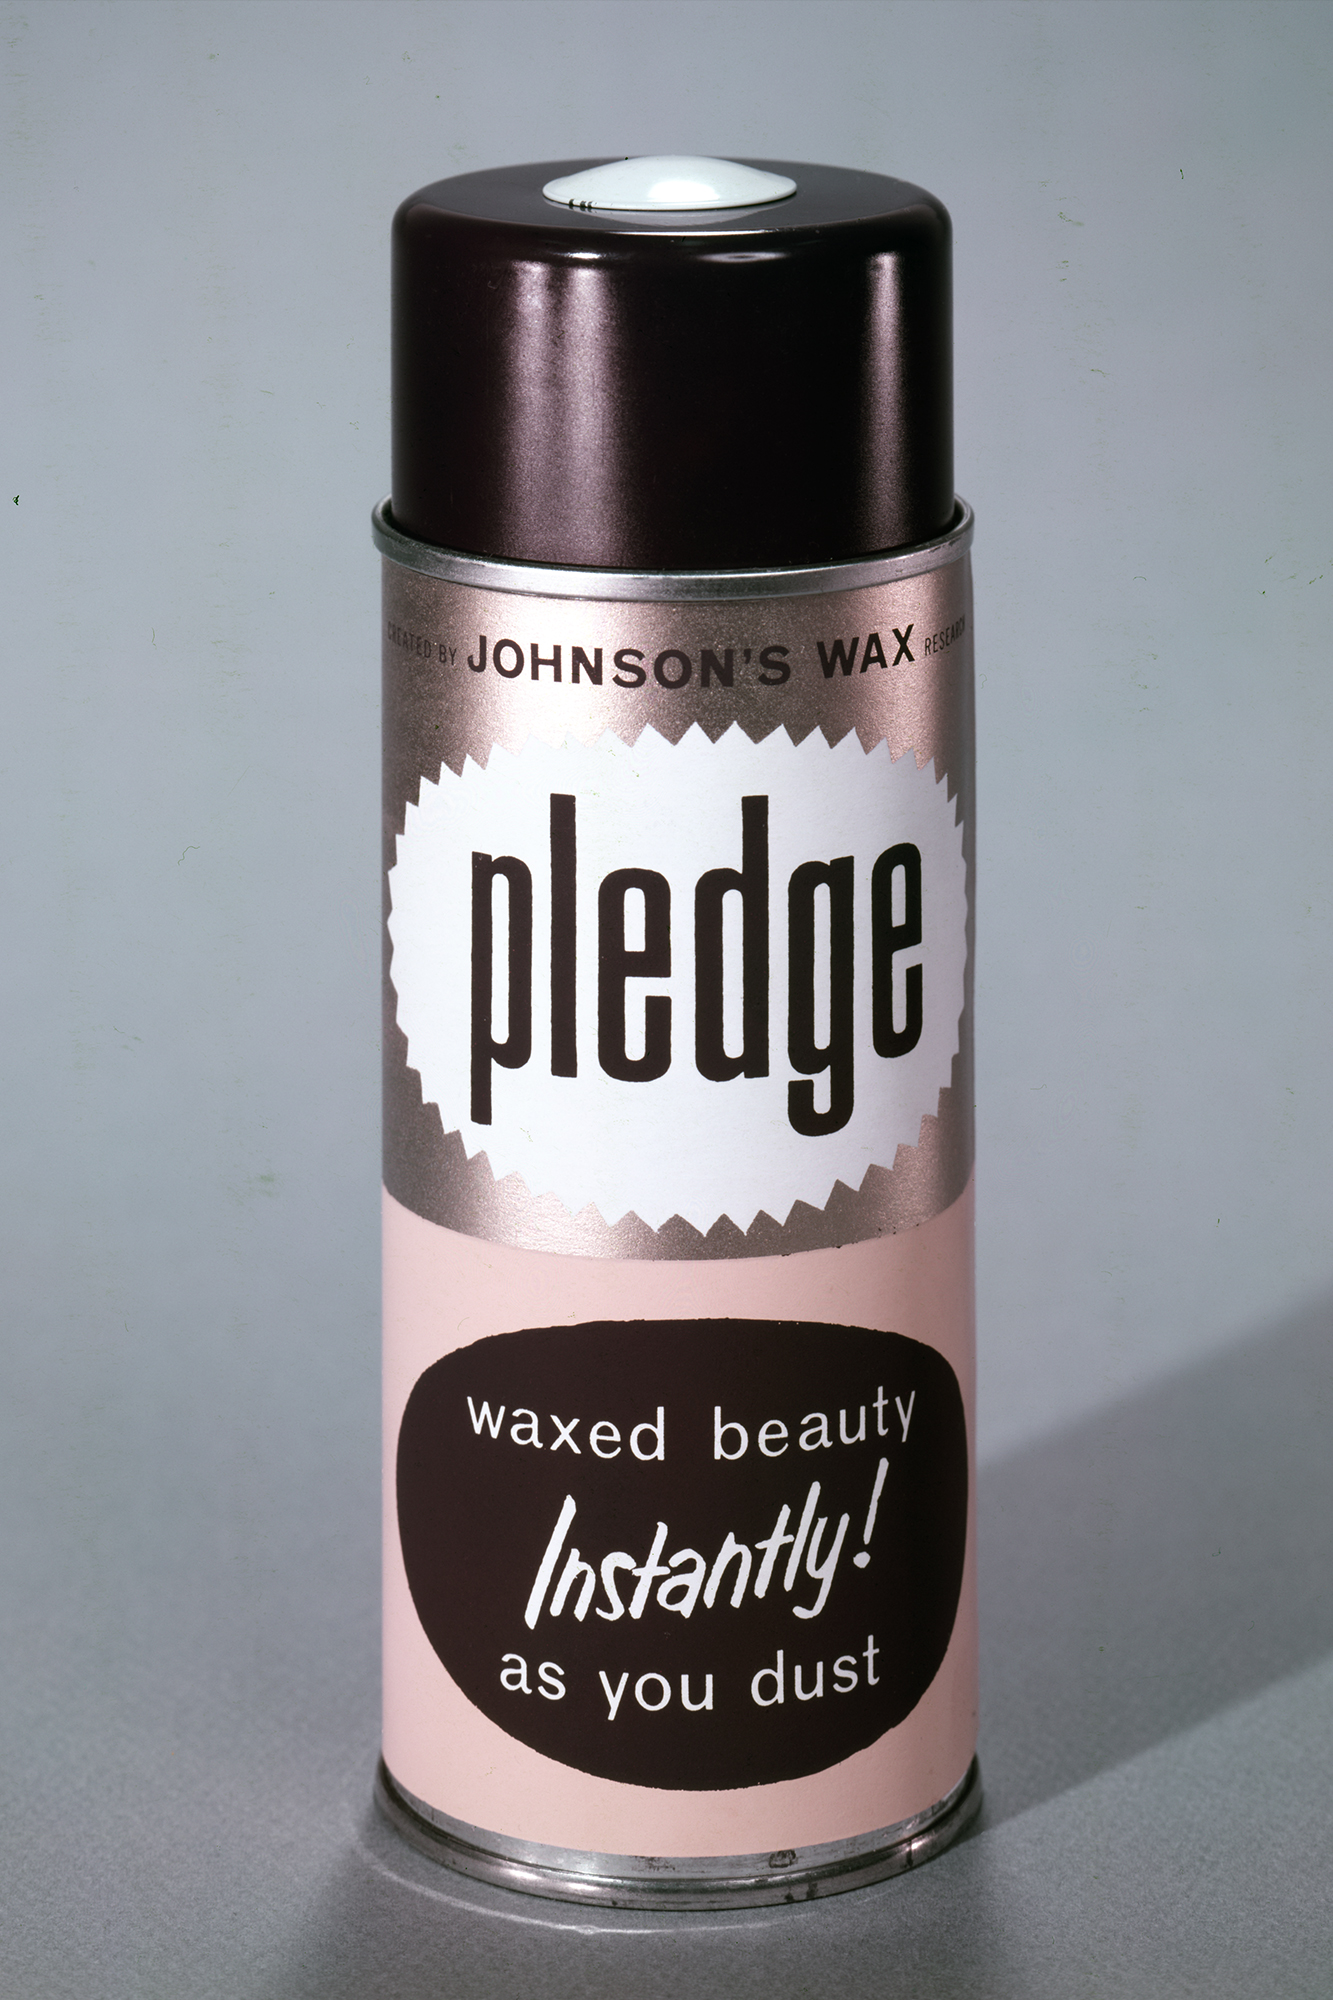 CREATED BY JOHNSON'S WAX RESEARCH
pledge
waxed beauty
Instantly!
as you dust